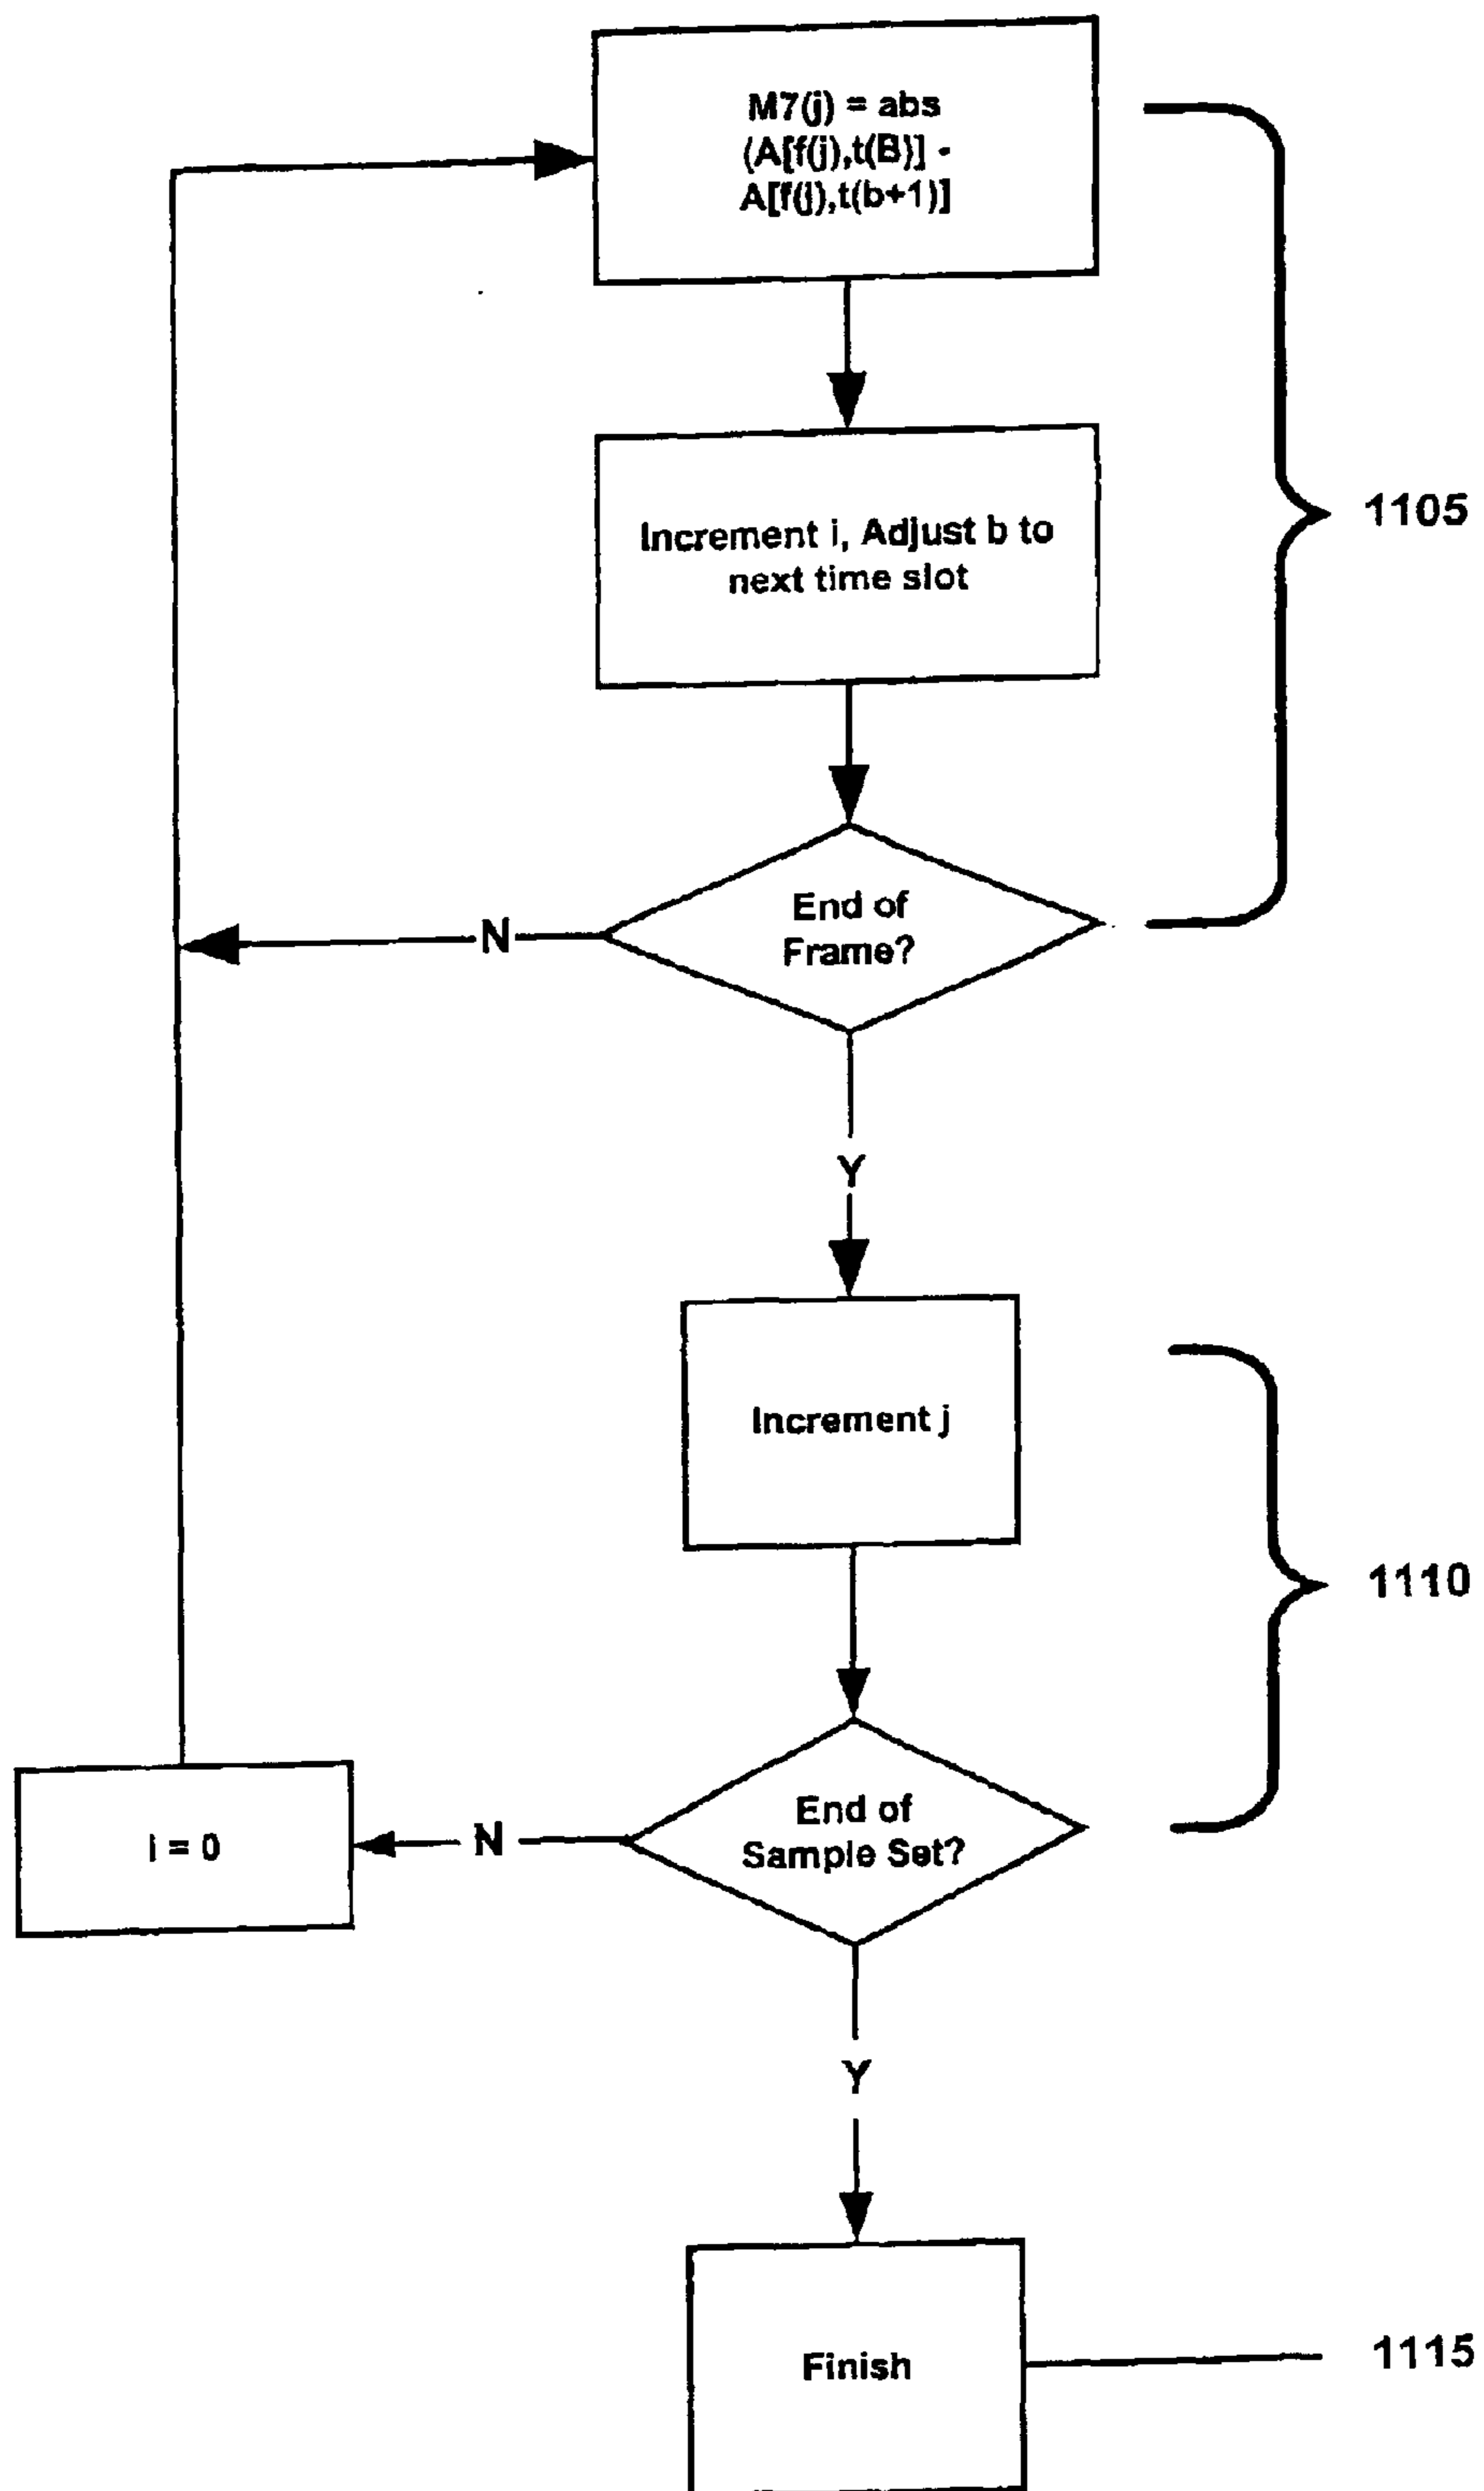 M7(j) = abs
(A[f(j),t(B)] -
A[f(j),t(b+1)]
Increment i, Adjust b to
next time slot
1105
End of
Frame?
N
Y
Increment j
1110
End of
Sample Set?
N
I = 0
Y
Finish
1115